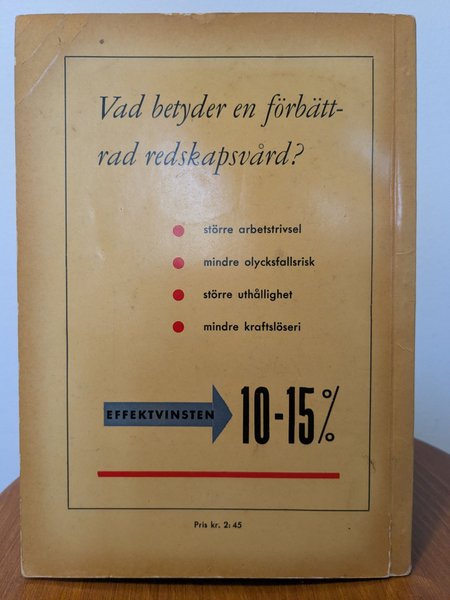 Vad betyder en förbätt-
rad redskapsvård?
större arbetstrivsel
mindre olycksfallsrisk
större uthållighet
mindre kraftslöseri
EFFEKTVINSTEN 10-15%
Pris kr. 2:45